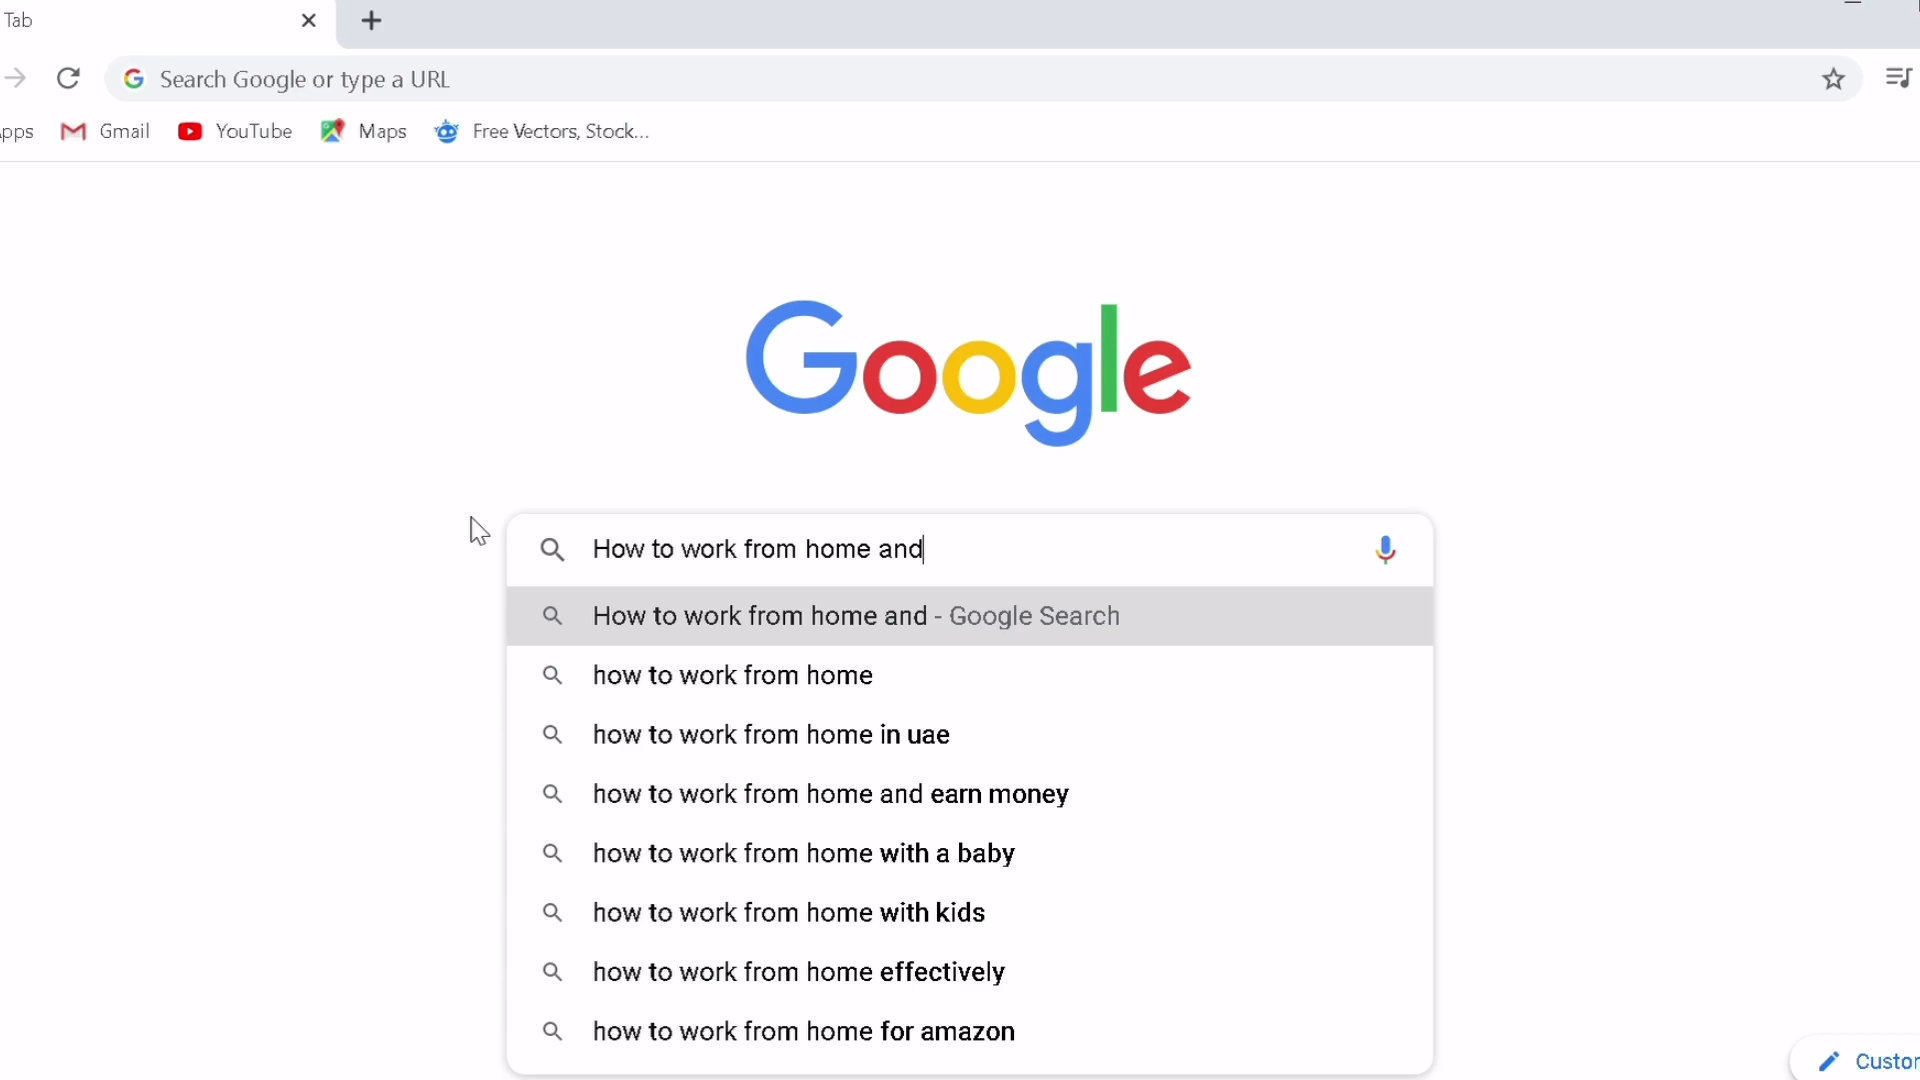 Tab
Search Google or type a URL
pps
Gmail
YouTube
Maps
Free Vectors, Stock...
Google
How to work from home and
How to work from home and - Google Search
how to work from home
how to work from home in uae
how to work from home and earn money
how to work from home with a baby
how to work from home with kids
how to work from home effectively
how to work from home for amazon
Custor